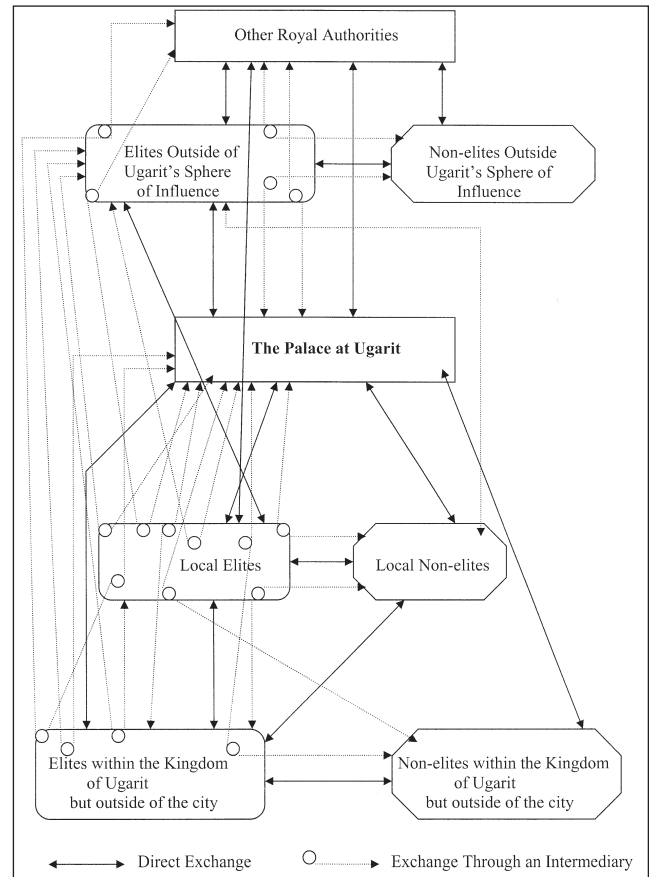 Other Royal Authorities
Elites Outside of
Ugarit's Sphere
of Influence
Non-elites Outside
Ugarit's Sphere of
Influence
The Palace at Ugarit
Local Elites
Local Non-elites
Elites within the Kingdom
of Ugarit
but outside of the city
Non-elites within the Kingdom
of Ugarit
but outside of the city
Direct Exchange
Exchange Through an Intermediary